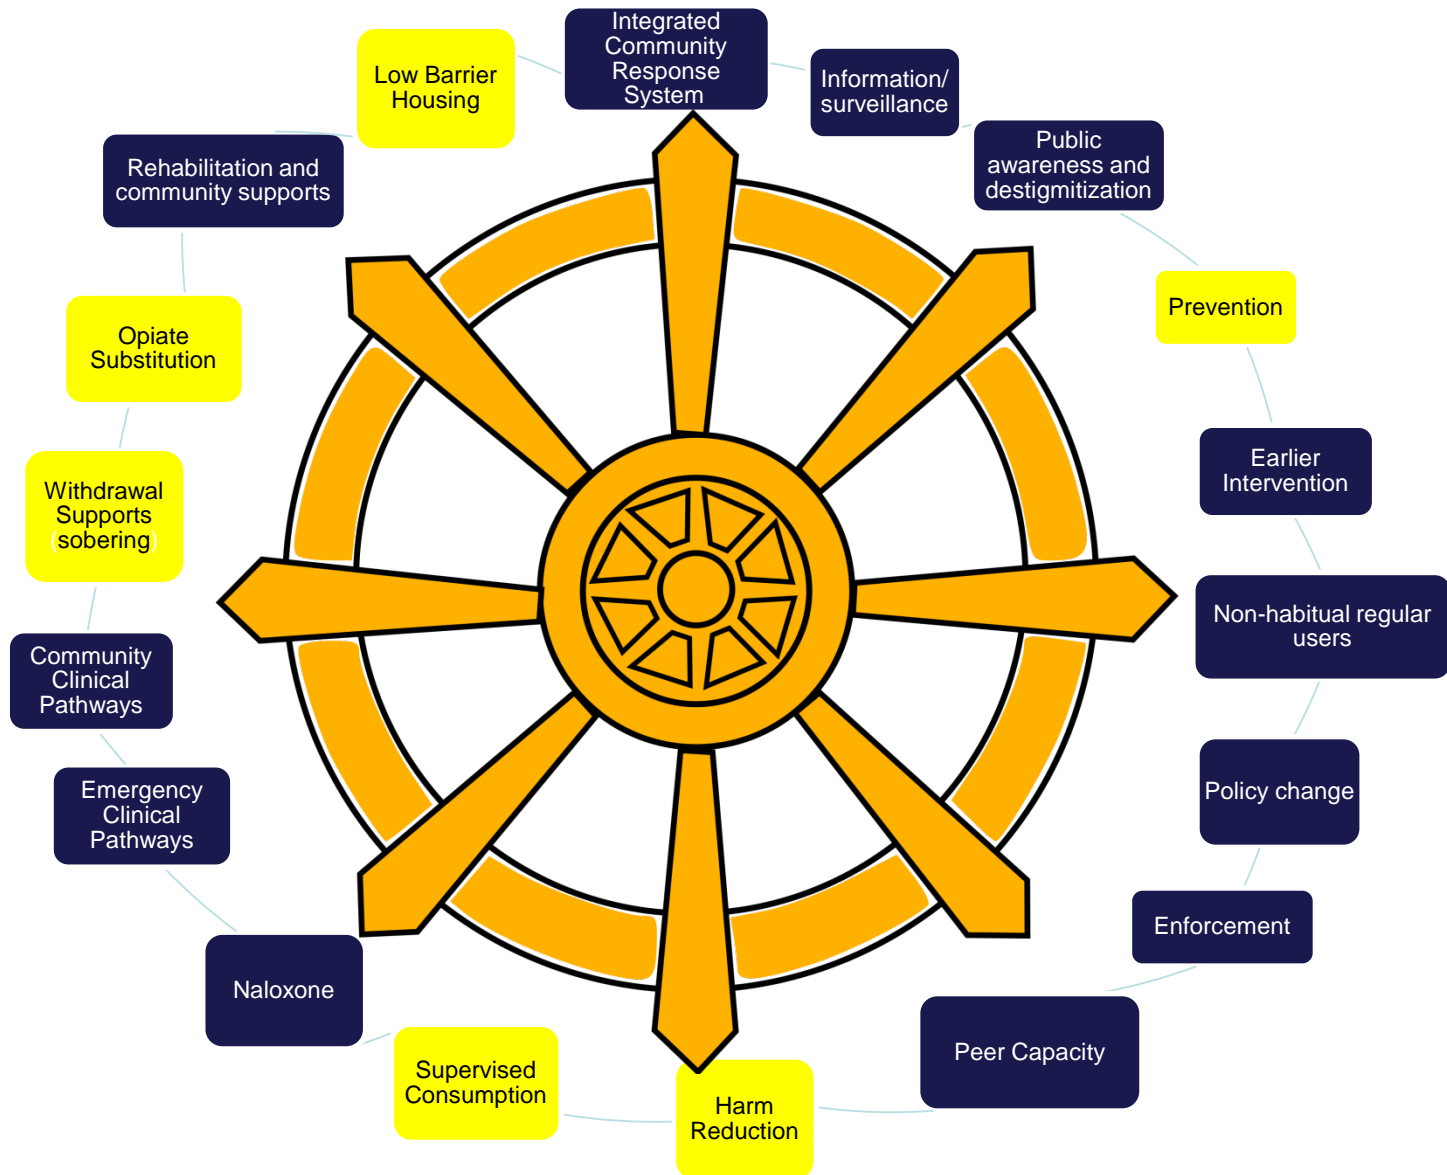 Integrated
Community
Response
System
Information/
surveillance
Public
awareness and
destigmitization
Prevention
Earlier
Intervention
Non-habitual regular
users
Policy change
Enforcement
Peer Capacity
Harm
Reduction
Supervised
Consumption
Naloxone
Emergency
Clinical
Pathways
Community
Clinical
Pathways
Withdrawal
Supports
(sobering)
Opiate
Substitution
Rehabilitation and
community supports
Low Barrier
Housing